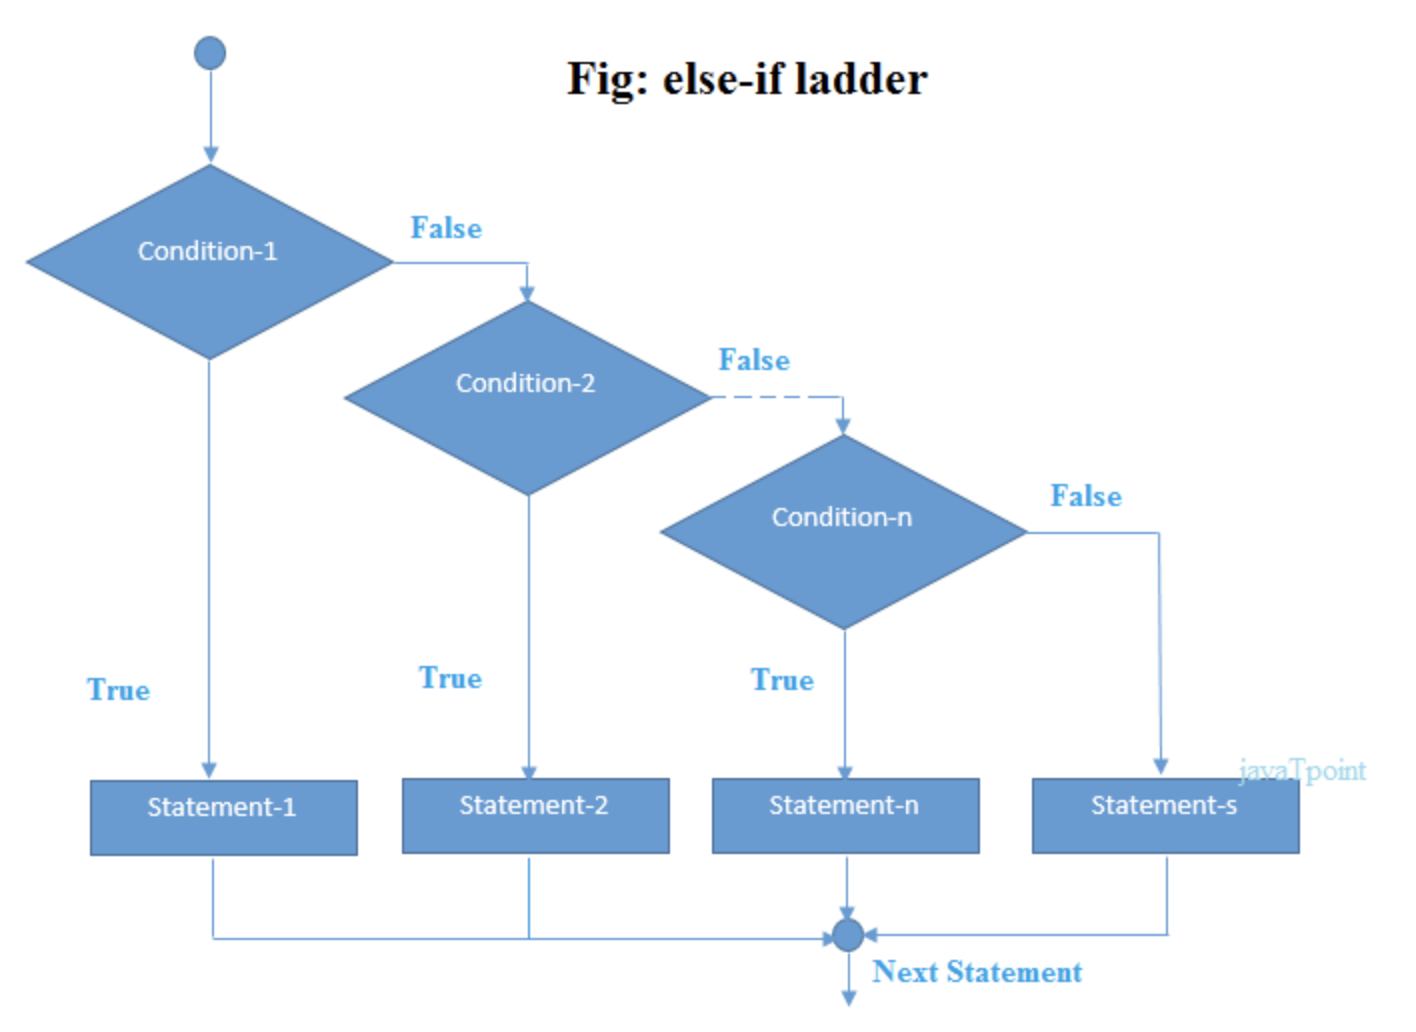 Fig: else-if ladder
Condition-1
False
Condition-2
False
Condition-n
False
True
True
True
javaTpoint
Statement-1
Statement-2
Statement-n
Statement-s
Next Statement